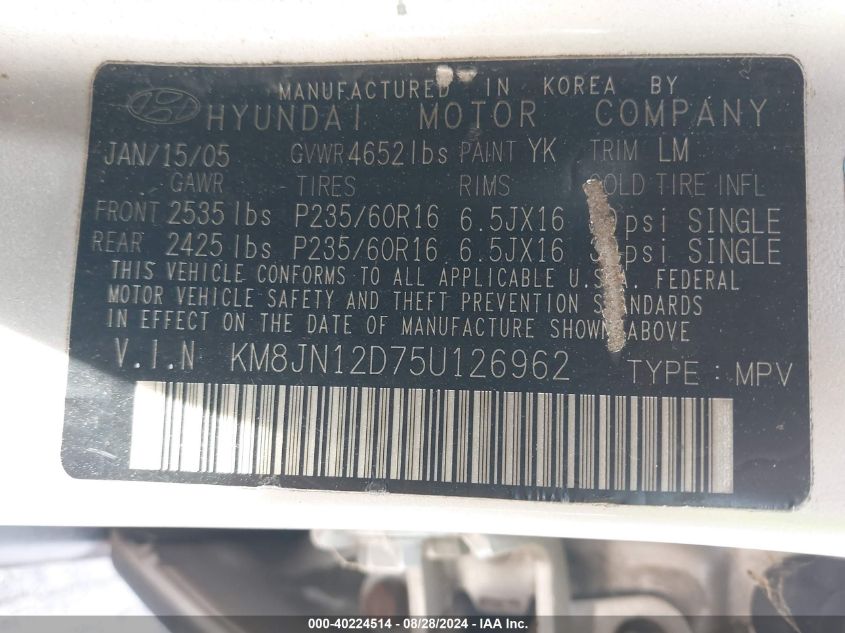 MANUFACTURED IN KOREA BY
HYUNDAI MOTOR COMPANY
JAN/15/05 GVWR 4652 lbs PAINT YK TRIM LM
GAWR TIRES RIMS COLD TIRE INFL
FRONT 2535 lbs P235/60R16 6.5JX16 psi SINGLE
REAR 2425 lbs P235/60R16 6.5JX16 psi SINGLE
THIS VEHICLE CONFORMS TO ALL APPLICABLE U.S.A. FEDERAL
MOTOR VEHICLE SAFETY AND THEFT PREVENTION STANDARDS
IN EFFECT ON THE DATE OF MANUFACTURE SHOWN ABOVE
V.I.N KM8JN12D75U126962 TYPE : MPV
000-40224514 - 08/28/2024 - IAA Inc.